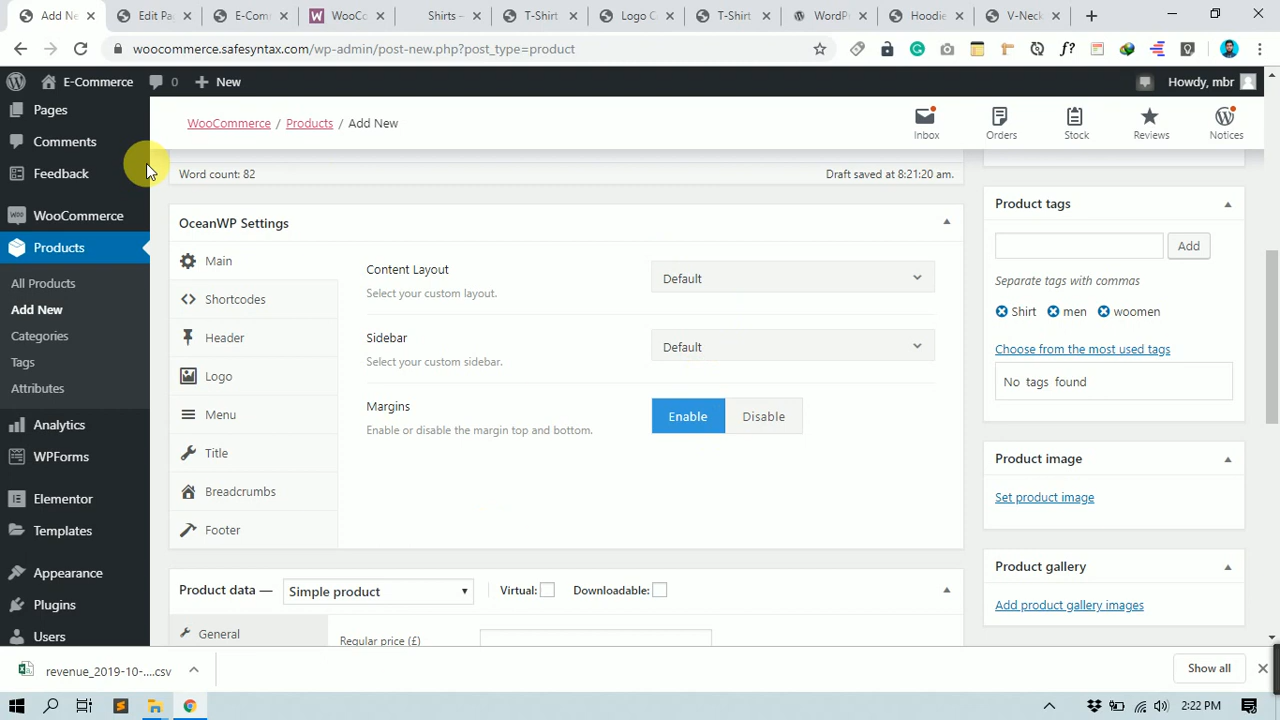 Add New
Edit Pa
E-Com
WooCo
Shirts –
T-Shirt
Logo C
T-Shirt
WordP
Hoodie
V-Neck
woocommerce.safesyntax.com/wp-admin/post-new.php?post_type=product
f?
E-Commerce
0
New
Howdy, mbr
Pages
Comments
Feedback
WooCommerce
Products
All Products
Add New
Categories
Tags
Attributes
Analytics
WPForms
Elementor
Templates
Appearance
Plugins
Users
WooCommerce / Products / Add New
Inbox
Orders
Stock
Reviews
Notices
Word count: 82
Draft saved at 8:21:20 am.
OceanWP Settings
Main
Shortcodes
Header
Logo
Menu
Title
Breadcrumbs
Footer
Content Layout
Select your custom layout.
Default
Sidebar
Select your custom sidebar.
Default
Margins
Enable or disable the margin top and bottom.
Enable
Disable
Product data —
Simple product
Virtual:
Downloadable:
General
Regular price (£)
Product tags
Add
Separate tags with commas
Shirt
men
woomen
Choose from the most used tags
No tags found
Product image
Set product image
Product gallery
Add product gallery images
revenue_2019-10-....csv
Show all
2:22 PM